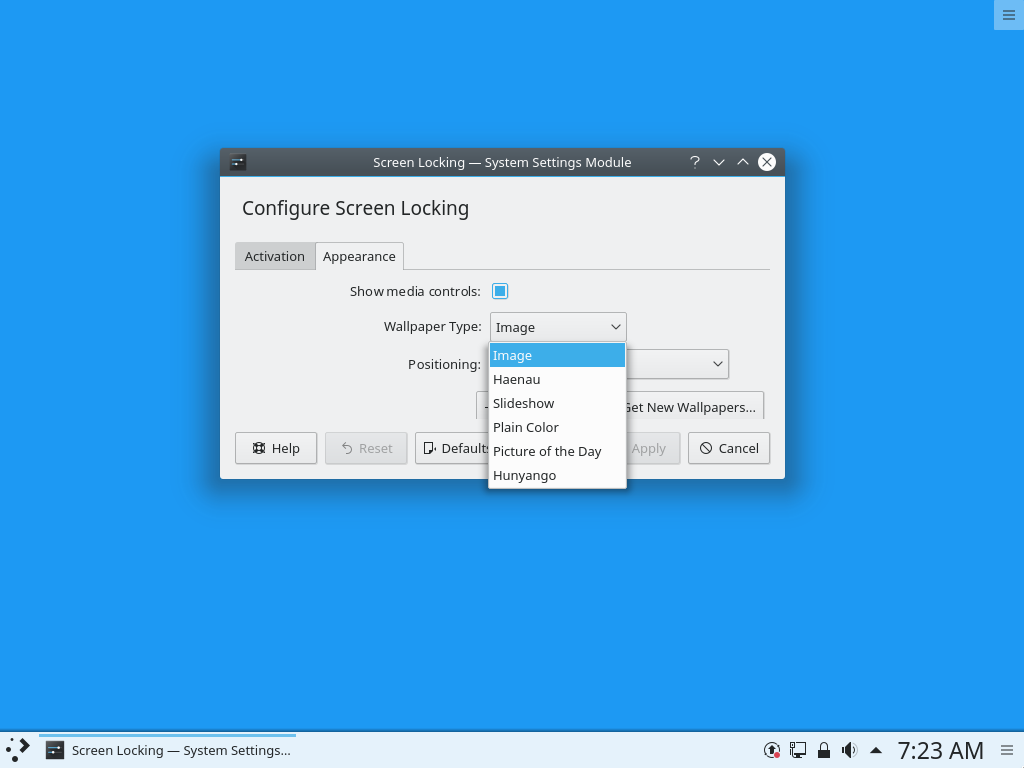 Screen Locking — System Settings Module
Configure Screen Locking
Activation
Appearance
Show media controls:
Wallpaper Type:
Image
Image
Haenau
Slideshow
Plain Color
Picture of the Day
Hunyango
Positioning:
Get New Wallpapers...
Help
Reset
Defaults
Apply
Cancel
Screen Locking — System Settings...
7:23 AM